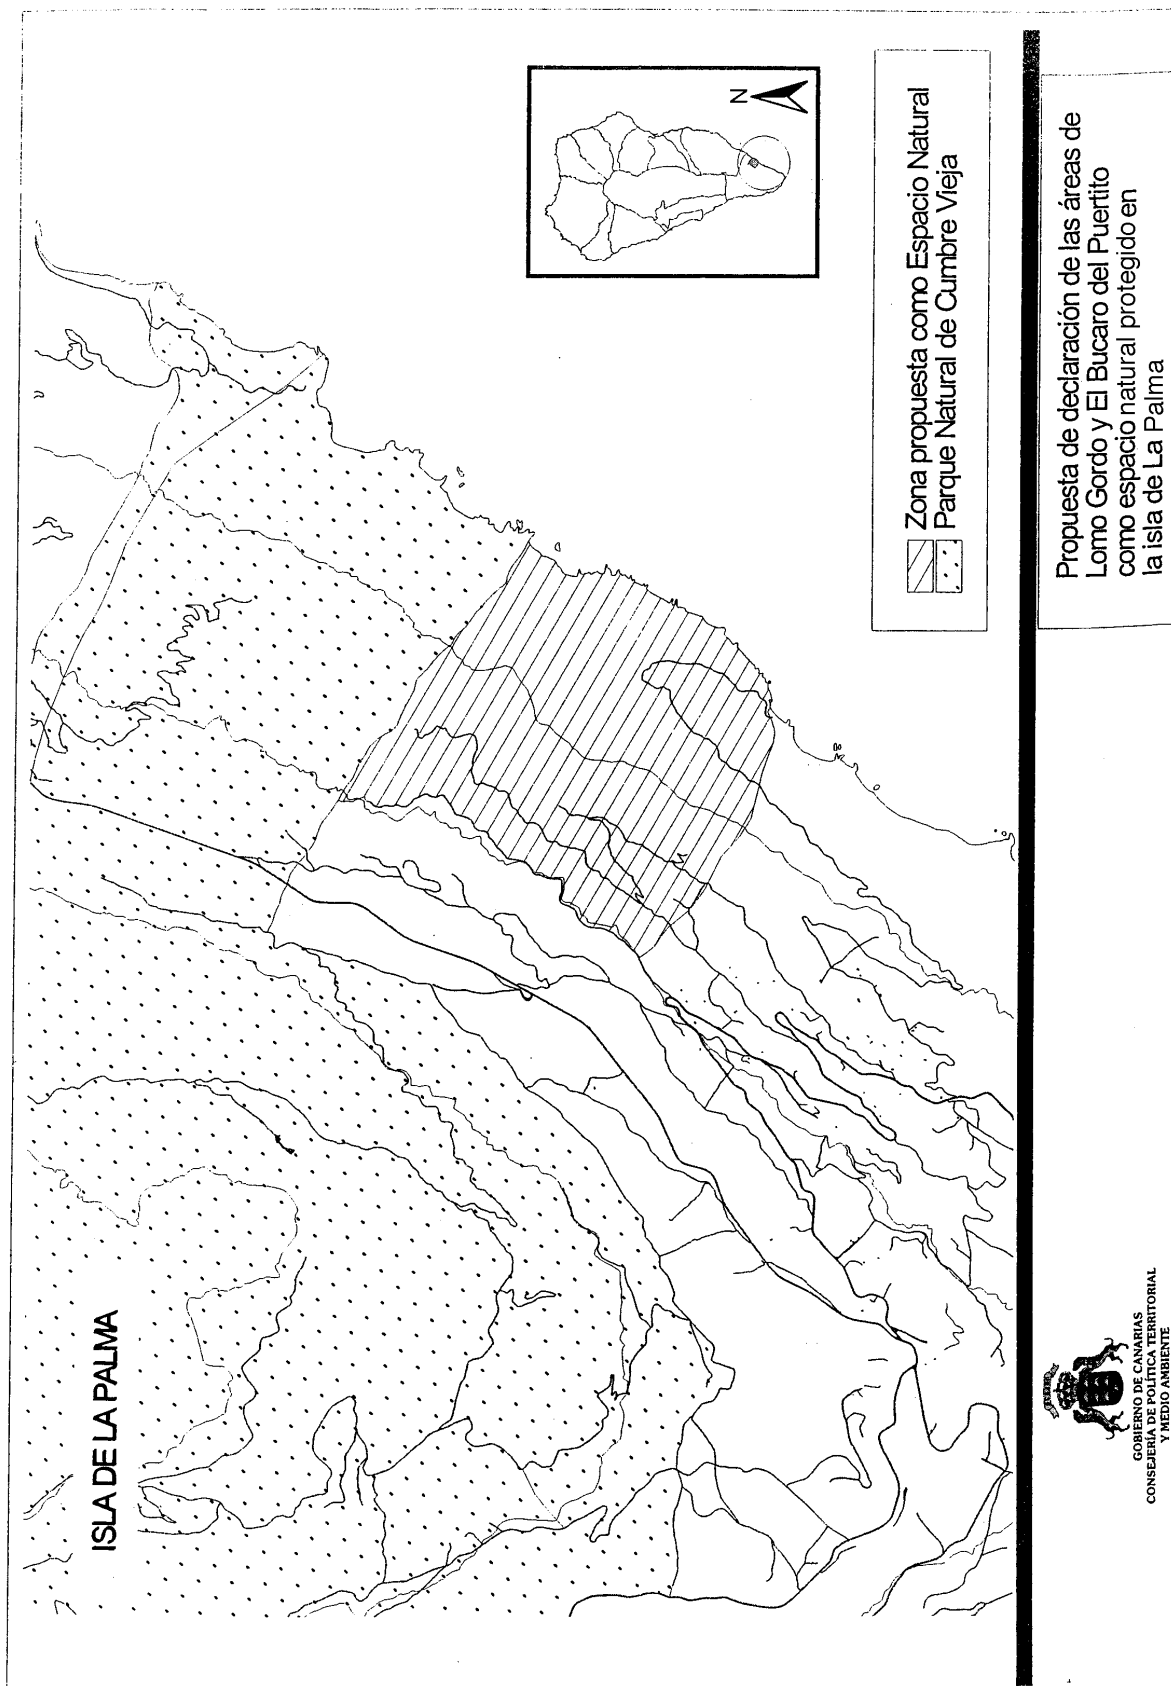 ISLA DE LA PALMA
N
Zona propuesta como Espacio Natural
Parque Natural de Cumbre Vieja
GOBIERNO DE CANARIAS
CONSEJERÍA DE POLÍTICA TERRITORIAL
Y MEDIO AMBIENTE
Propuesta de declaración de las áreas de
Lomo Gordo y El Bucaro del Puertito
como espacio natural protegido en
la isla de La Palma